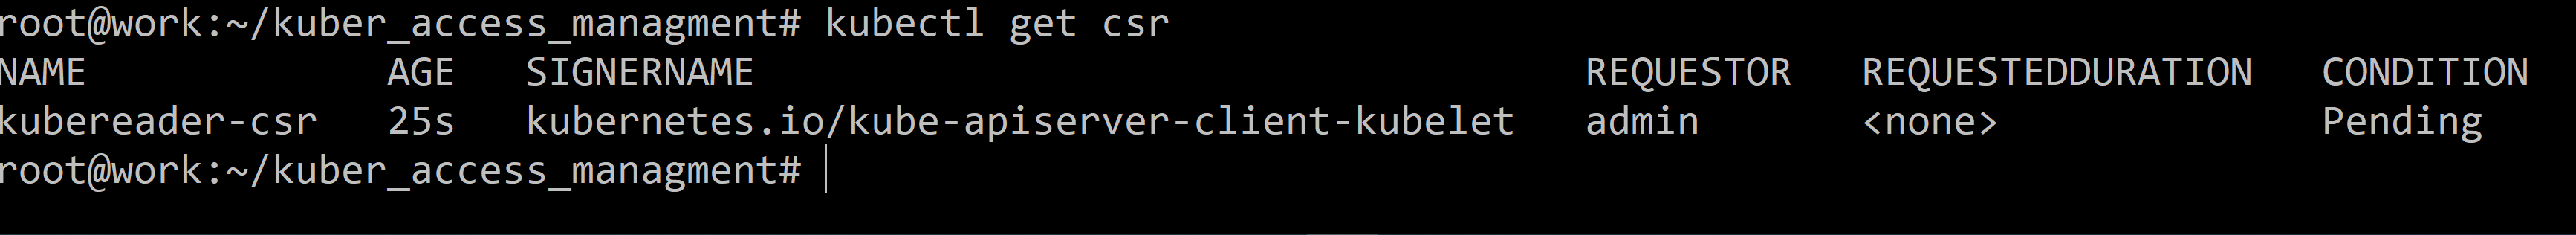 root@work:~/kuber_access_managment# kubectl get csr
NAME AGE SIGNERNAME REQUESTOR REQUESTEDDURATION CONDITION
kubereader-csr 25s kubernetes.io/kube-apiserver-client-kubelet admin <none> Pending
root@work:~/kuber_access_managment#